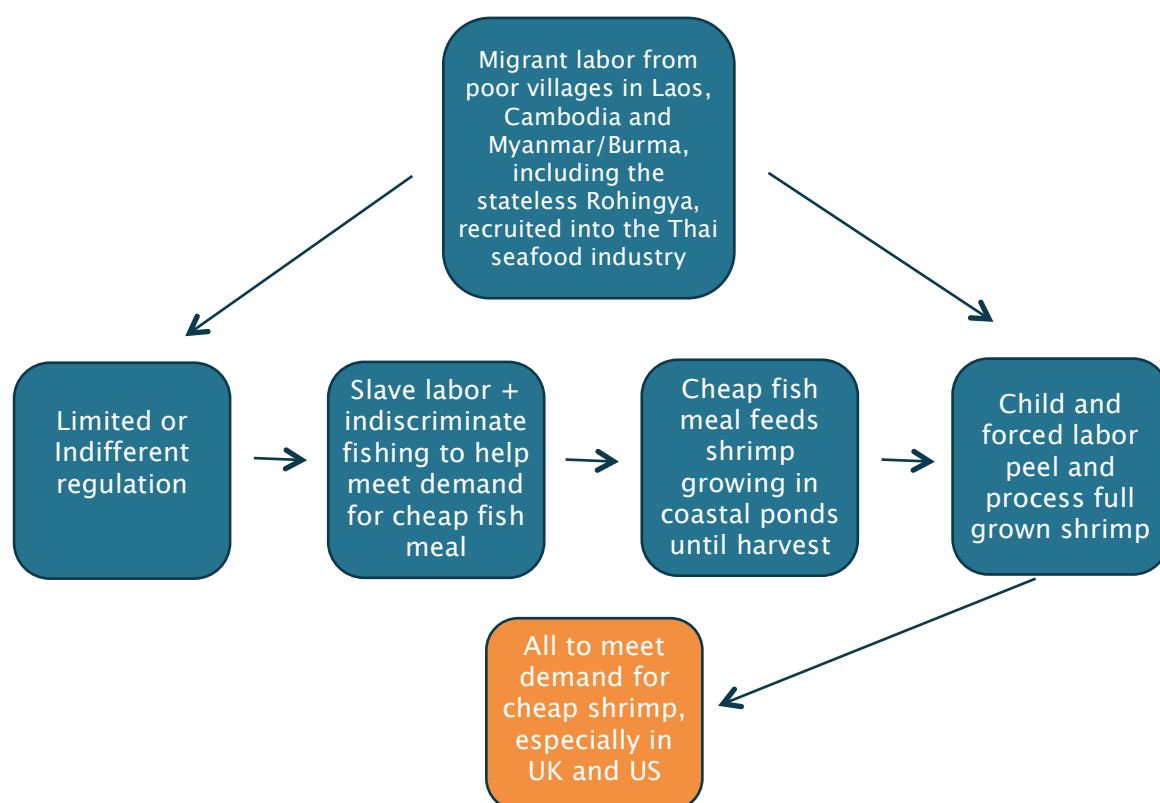 Migrant labor from
poor villages in Laos,
Cambodia and
Myanmar/Burma,
including the
stateless Rohingya,
recruited into the Thai
seafood industry
Limited or
Indifferent
regulation
Slave labor +
indiscriminate
fishing to help
meet demand
for cheap fish
meal
Cheap fish
meal feeds
shrimp
growing in
coastal ponds
until harvest
Child and
forced labor
peel and
process full
grown shrimp
All to meet
demand for
cheap shrimp,
especially in
UK and US